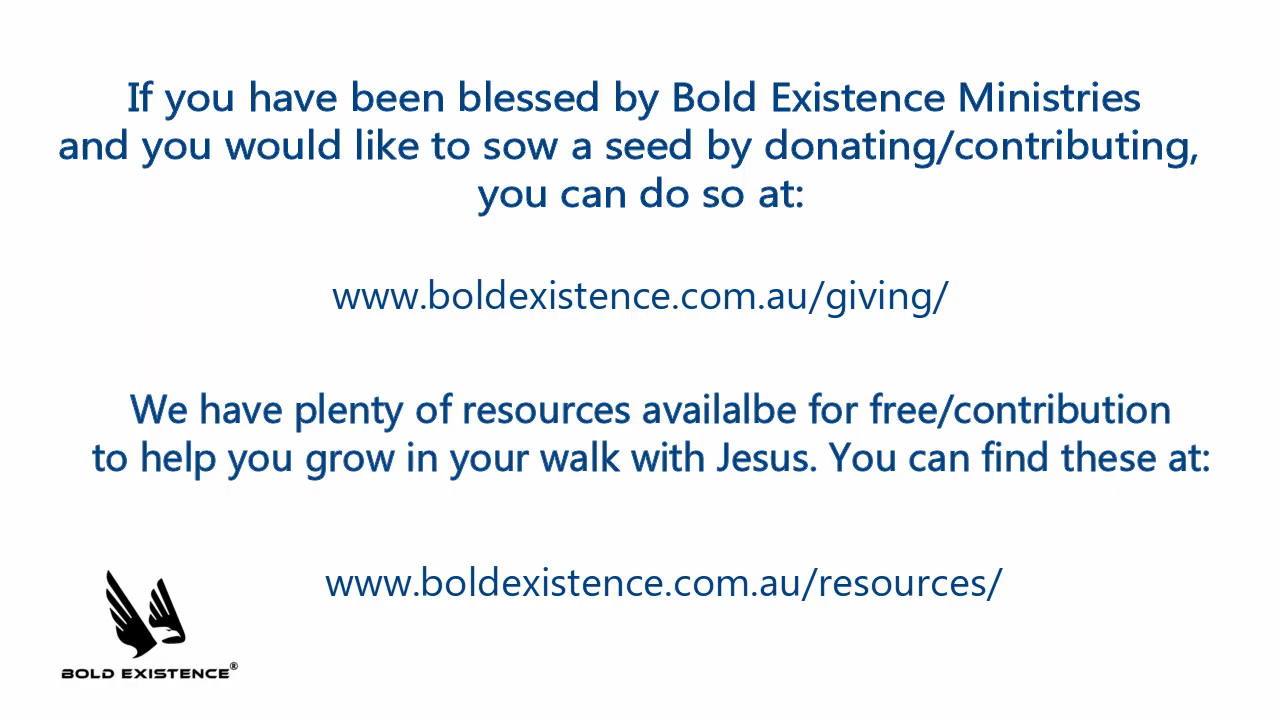 If you have been blessed by Bold Existence Ministries
and you would like to sow a seed by donating/contributing,
you can do so at:
www.boldexistence.com.au/giving/
We have plenty of resources availalbe for free/contribution
to help you grow in your walk with Jesus. You can find these at:
www.boldexistence.com.au/resources/
BOLD EXISTENCE®